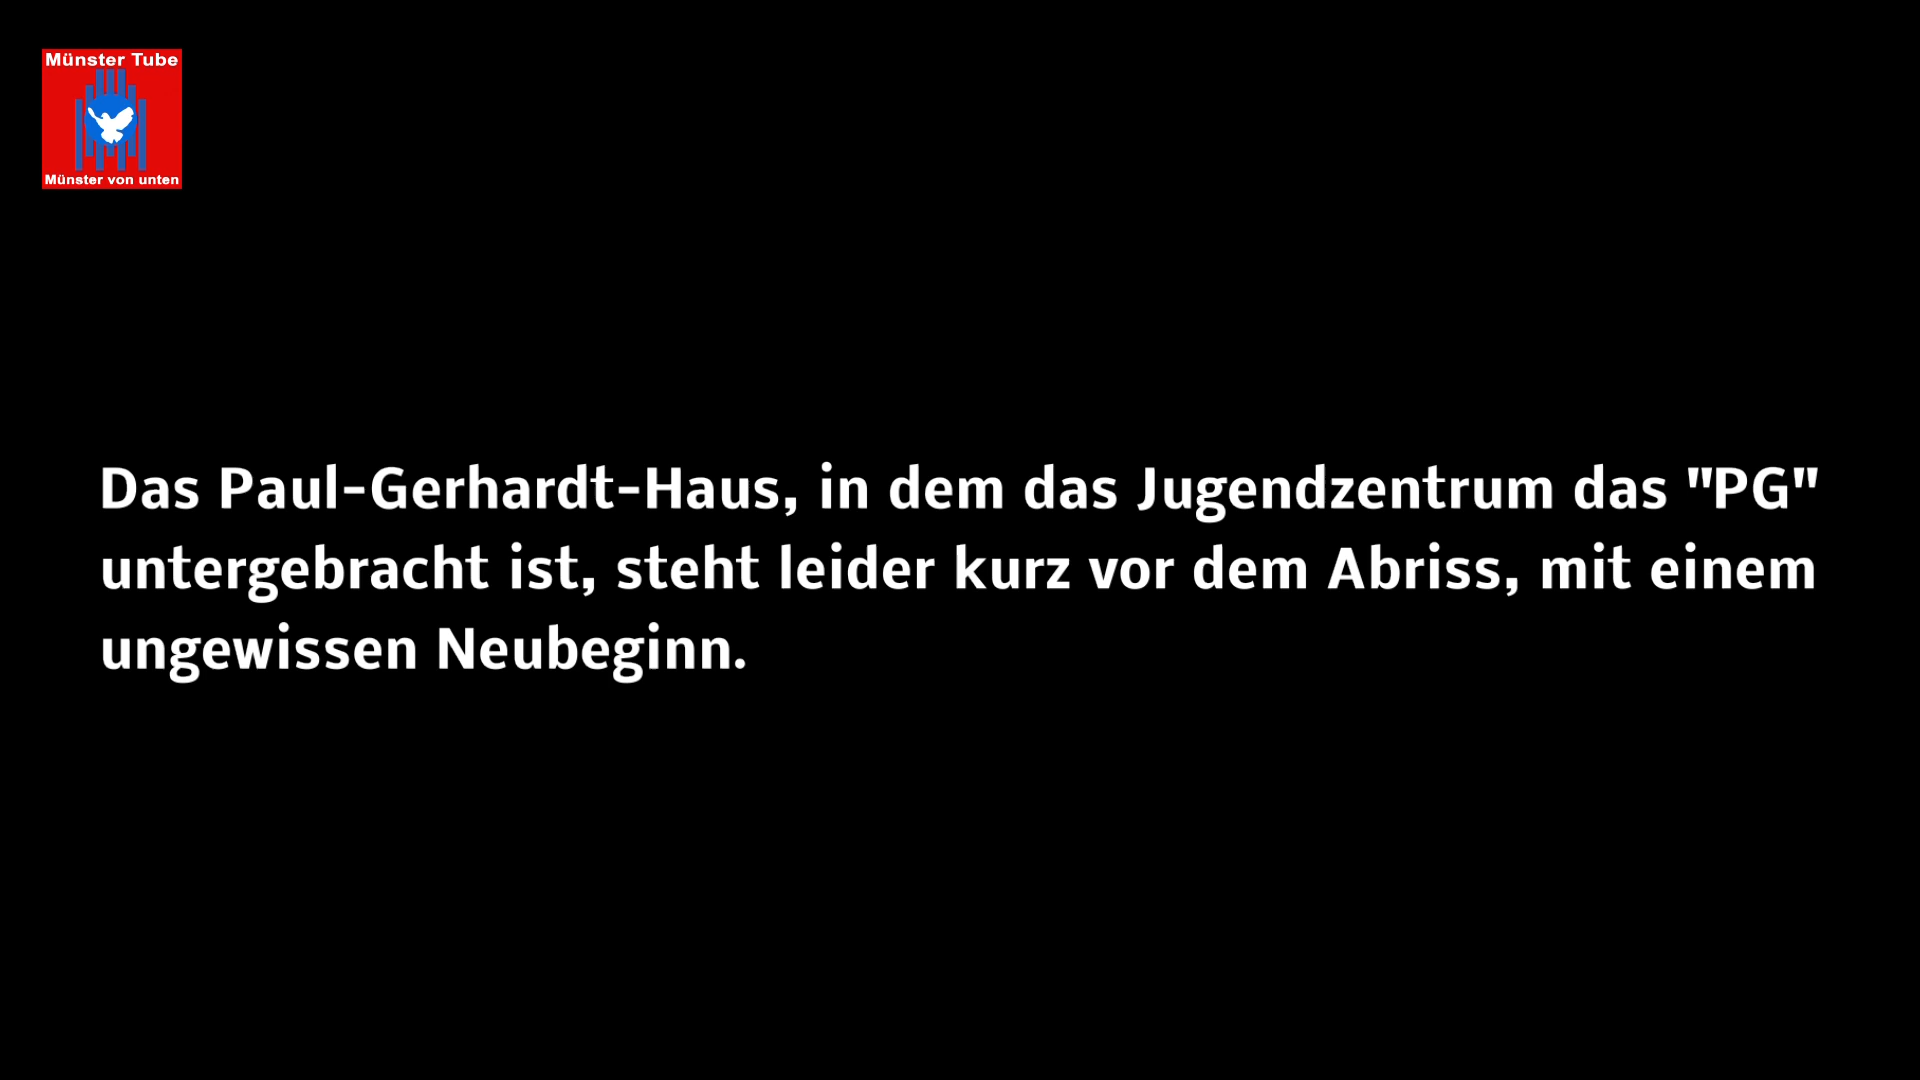 Münster Tube
Münster von unten
Das Paul-Gerhardt-Haus, in dem das Jugendzentrum das "PG"
untergebracht ist, steht leider kurz vor dem Abriss, mit einem
ungewissen Neubeginn.